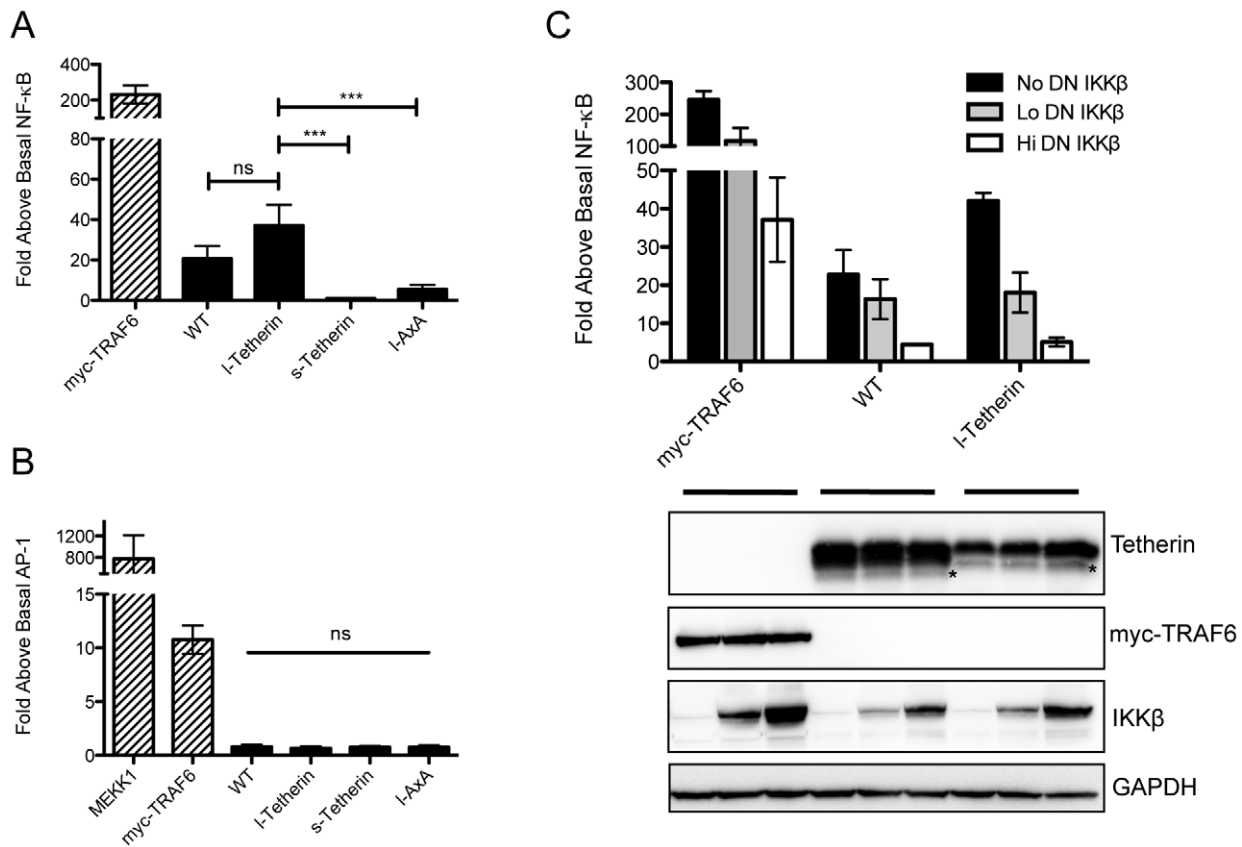 A
Fold Above Basal NF-κB
400
200
80
60
40
20
0
ns
***
***
myc-TRAF6
WT
l-Tetherin
s-Tetherin
l-AxA
B
Fold Above Basal AP-1
1200
800
15
10
5
0
ns
MEKK1
myc-TRAF6
WT
l-Tetherin
s-Tetherin
l-AxA
C
Fold Above Basal NF-κB
300
200
100
50
40
30
20
10
0
No DN IKKβ
Lo DN IKKβ
Hi DN IKKβ
myc-TRAF6
WT
l-Tetherin
Tetherin
*
*
myc-TRAF6
IKKβ
GAPDH